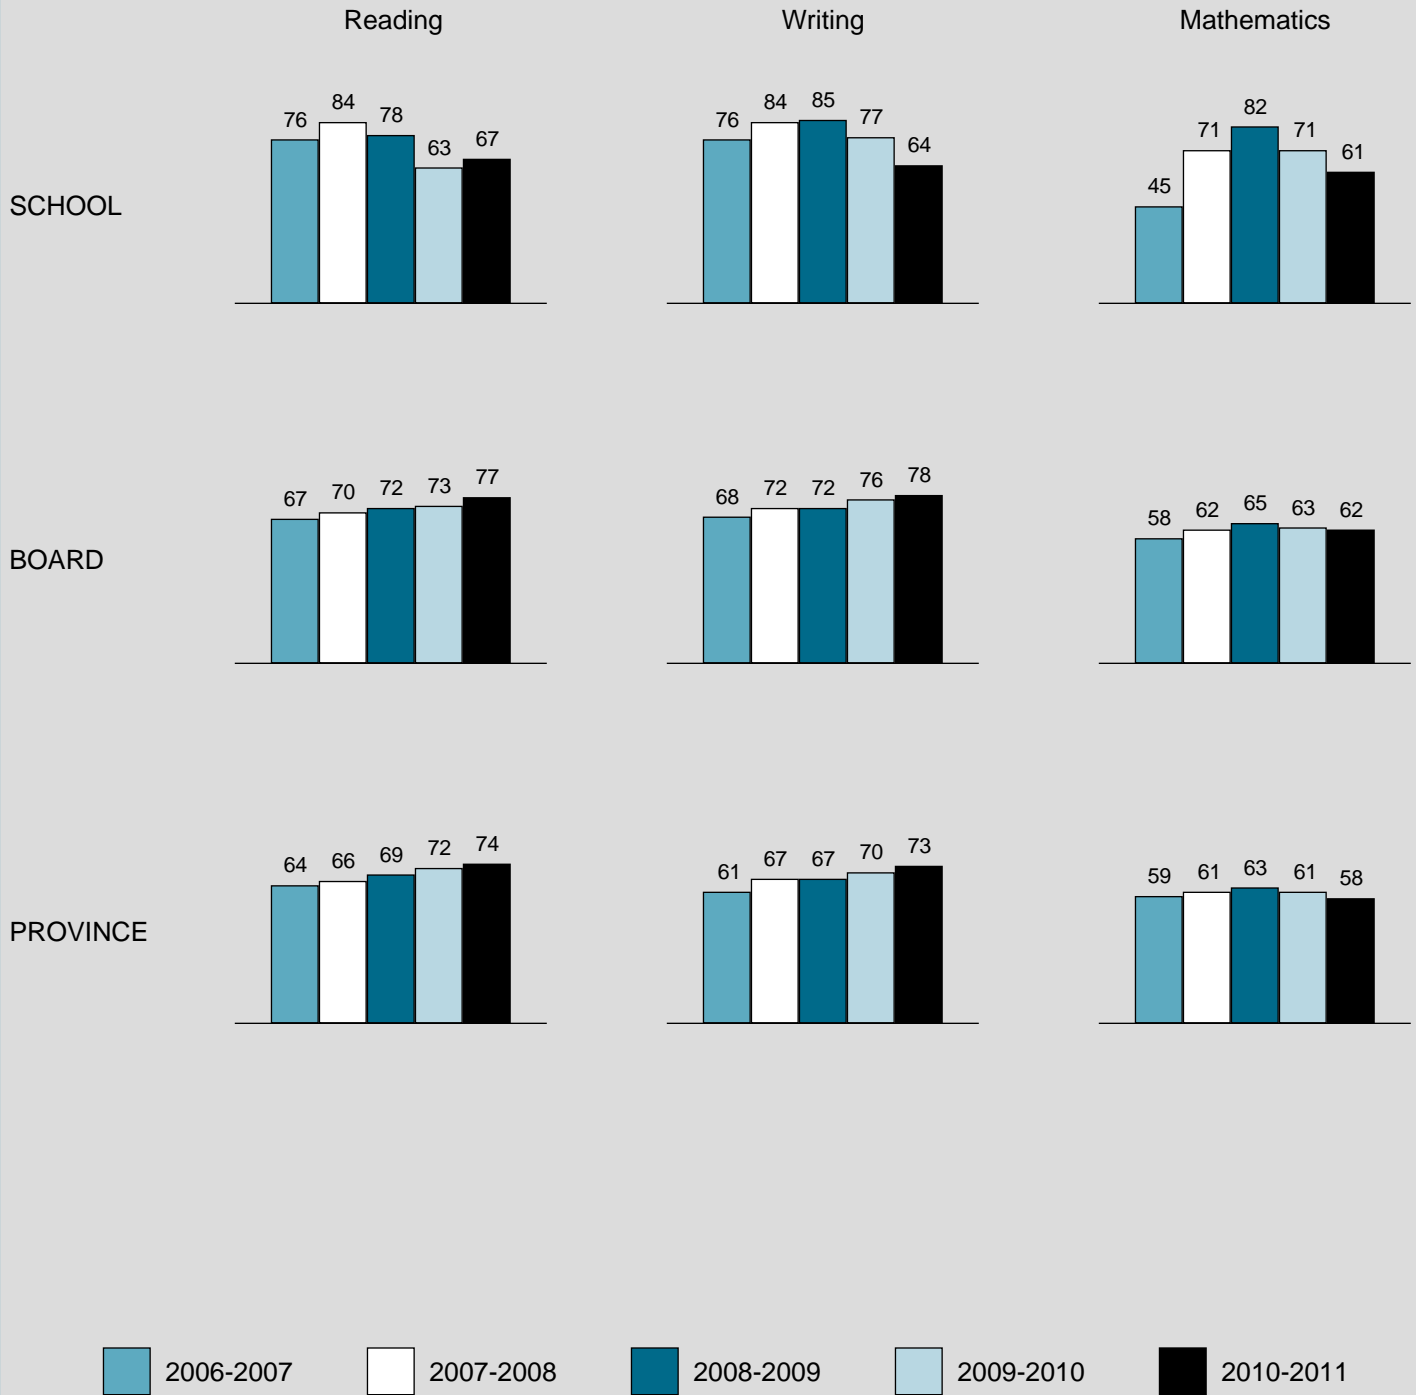 Reading Writing Mathematics
SCHOOL
76 84 78 63 67
76 84 85 77 64
45 71 82 71 61
BOARD
67 70 72 73 77
68 72 72 76 78
58 62 65 63 62
PROVINCE
64 66 69 72 74
61 67 67 70 73
59 61 63 61 58
2006-2007 2007-2008 2008-2009 2009-2010 2010-2011